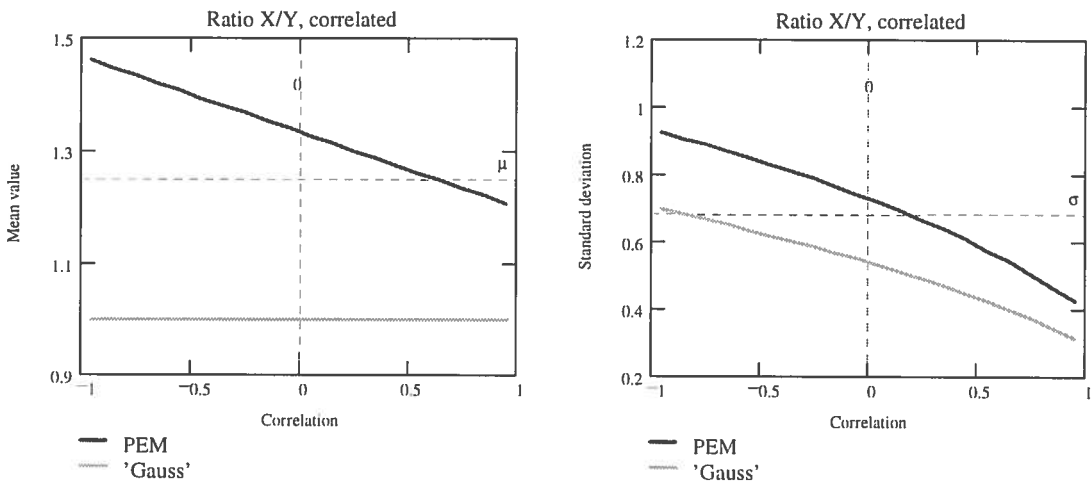 Ratio X/Y, correlated
1.5
1.3
1.1
0.9
Mean value
0
μ
−1
−0.5
0
0.5
1
Correlation
PEM
'Gauss'
Ratio X/Y, correlated
1.2
1
0.8
0.6
0.4
0.2
Standard deviation
0
σ
−1
−0.5
0
0.5
1
Correlation
PEM
'Gauss'